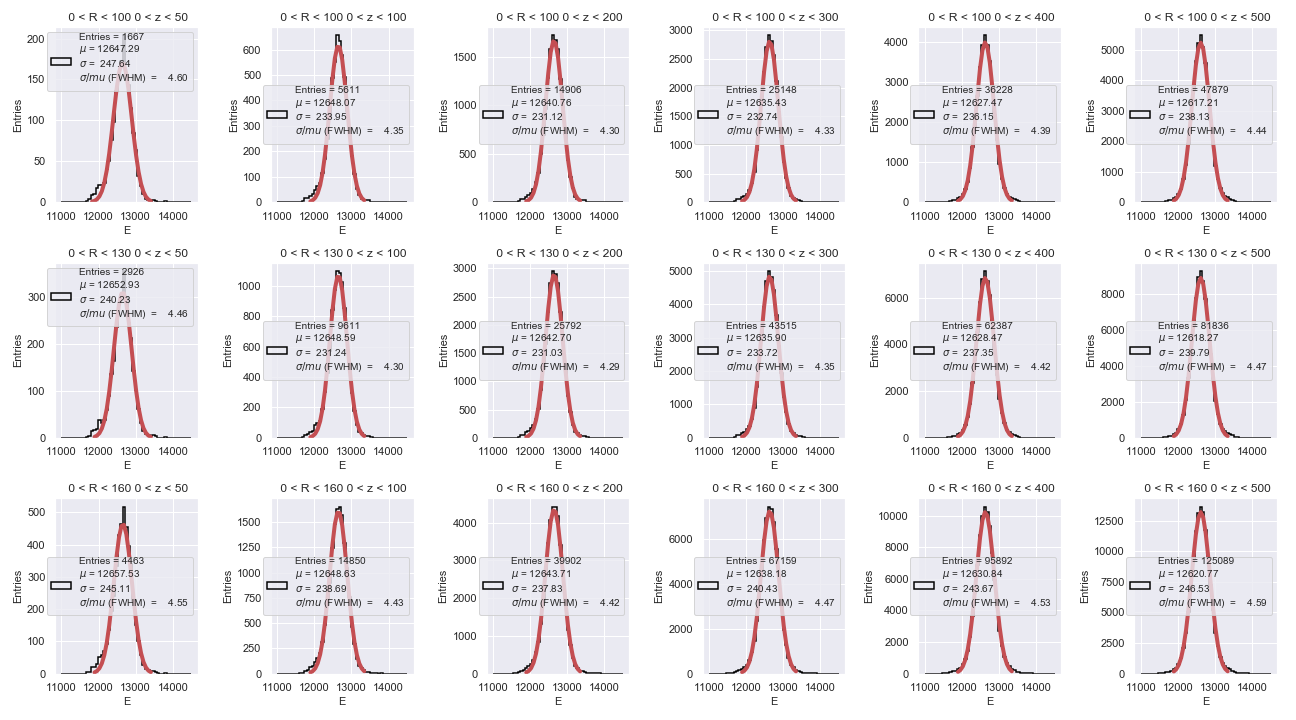 0 < R < 100 0 < z < 50
Entries
200
150
100
50
0
Entries = 1667
μ = 12647.29
σ = 247.64
σ/mu (FWHM) = 4.60
11000 12000 13000 14000
E
0 < R < 100 0 < z < 100
Entries
600
500
400
300
200
100
0
Entries = 5611
μ = 12648.07
σ = 233.95
σ/mu (FWHM) = 4.35
11000 12000 13000 14000
E
0 < R < 100 0 < z < 200
Entries
1500
1000
500
0
Entries = 14906
μ = 12640.76
σ = 231.12
σ/mu (FWHM) = 4.30
11000 12000 13000 14000
E
0 < R < 100 0 < z < 300
Entries
3000
2500
2000
1500
1000
500
0
Entries = 25148
μ = 12635.43
σ = 232.74
σ/mu (FWHM) = 4.33
11000 12000 13000 14000
E
0 < R < 100 0 < z < 400
Entries
4000
3000
2000
1000
0
Entries = 36228
μ = 12627.47
σ = 236.15
σ/mu (FWHM) = 4.39
11000 12000 13000 14000
E
0 < R < 100 0 < z < 500
Entries
5000
4000
3000
2000
1000
0
Entries = 47879
μ = 12617.21
σ = 238.13
σ/mu (FWHM) = 4.44
11000 12000 13000 14000
E
0 < R < 130 0 < z < 50
Entries
300
200
100
0
Entries = 2926
μ = 12652.93
σ = 240.23
σ/mu (FWHM) = 4.46
11000 12000 13000 14000
E
0 < R < 130 0 < z < 100
Entries
1000
800
600
400
200
0
Entries = 9611
μ = 12648.59
σ = 231.24
σ/mu (FWHM) = 4.30
11000 12000 13000 14000
E
0 < R < 130 0 < z < 200
Entries
3000
2500
2000
1500
1000
500
0
Entries = 25792
μ = 12642.70
σ = 231.03
σ/mu (FWHM) = 4.29
11000 12000 13000 14000
E
0 < R < 130 0 < z < 300
Entries
5000
4000
3000
2000
1000
0
Entries = 43515
μ = 12635.90
σ = 233.72
σ/mu (FWHM) = 4.35
11000 12000 13000 14000
E
0 < R < 130 0 < z < 400
Entries
6000
4000
2000
0
Entries = 62387
μ = 12628.47
σ = 237.35
σ/mu (FWHM) = 4.42
11000 12000 13000 14000
E
0 < R < 130 0 < z < 500
Entries
8000
6000
4000
2000
0
Entries = 81836
μ = 12618.27
σ = 239.79
σ/mu (FWHM) = 4.47
11000 12000 13000 14000
E
0 < R < 160 0 < z < 50
Entries
500
400
300
200
100
0
Entries = 4463
μ = 12657.53
σ = 245.11
σ/mu (FWHM) = 4.55
11000 12000 13000 14000
E
0 < R < 160 0 < z < 100
Entries
1500
1250
1000
750
500
250
0
Entries = 14850
μ = 12648.63
σ = 238.69
σ/mu (FWHM) = 4.43
11000 12000 13000 14000
E
0 < R < 160 0 < z < 200
Entries
4000
3000
2000
1000
0
Entries = 39902
μ = 12643.71
σ = 237.83
σ/mu (FWHM) = 4.42
11000 12000 13000 14000
E
0 < R < 160 0 < z < 300
Entries
6000
4000
2000
0
Entries = 67159
μ = 12638.18
σ = 240.43
σ/mu (FWHM) = 4.47
11000 12000 13000 14000
E
0 < R < 160 0 < z < 400
Entries
10000
8000
6000
4000
2000
0
Entries = 95892
μ = 12630.84
σ = 243.67
σ/mu (FWHM) = 4.53
11000 12000 13000 14000
E
0 < R < 160 0 < z < 500
Entries
12500
10000
7500
5000
2500
0
Entries = 125089
μ = 12620.77
σ = 246.53
σ/mu (FWHM) = 4.59
11000 12000 13000 14000
E